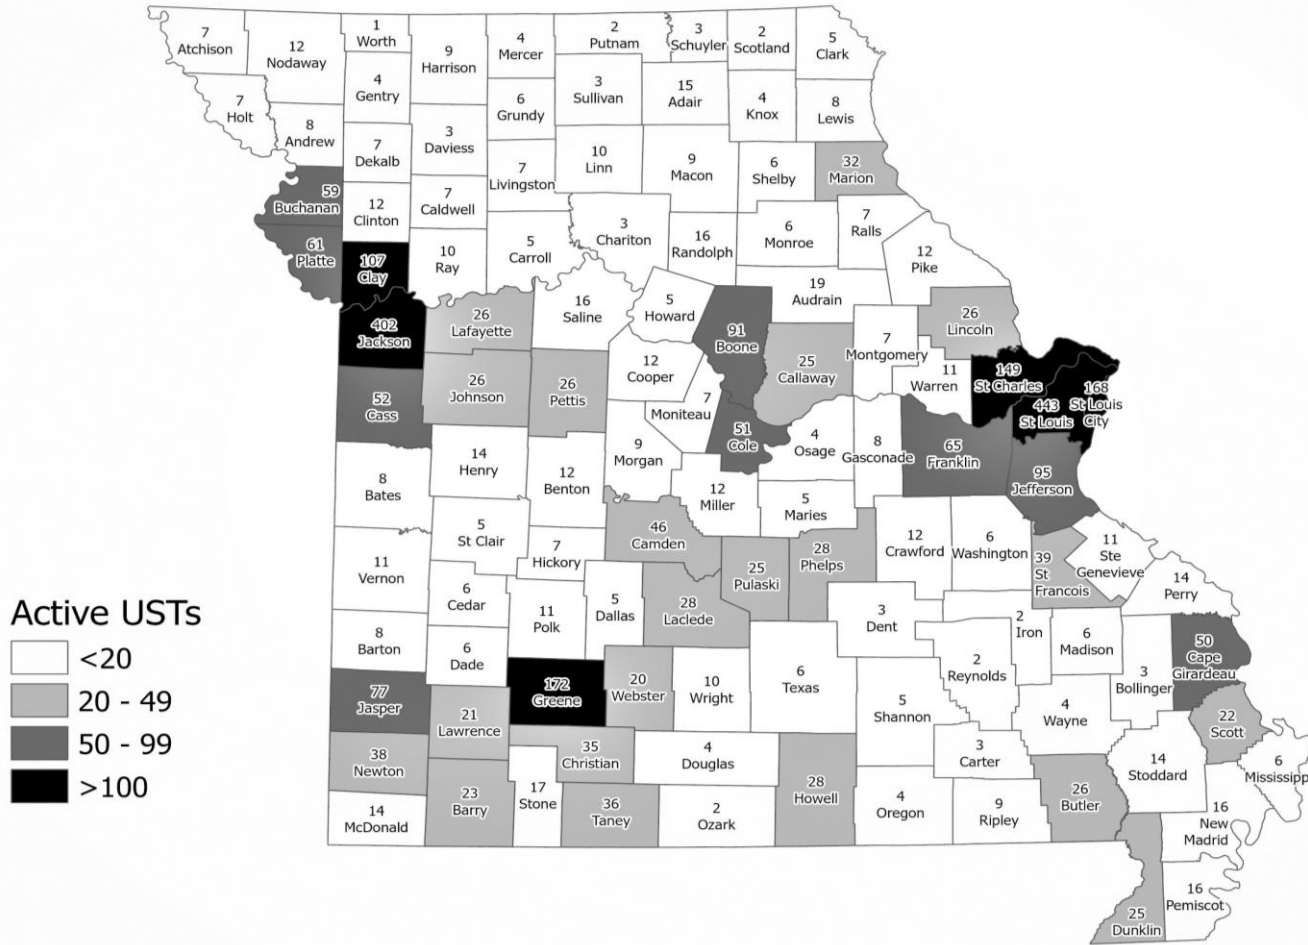 7
Atchison
12
Nodaway
1
Worth
9
Harrison
4
Mercer
2
Putnam
3
Schuyler
2
Scotland
5
Clark
7
Holt
8
Andrew
4
Gentry
6
Grundy
3
Sullivan
15
Adair
4
Knox
8
Lewis
7
Dekalb
3
Daviess
7
Livingston
10
Linn
9
Macon
6
Shelby
32
Marion
59
Buchanan
12
Clinton
7
Caldwell
3
Chariton
16
Randolph
6
Monroe
7
Ralls
61
Platte
107
Clay
10
Ray
5
Carroll
12
Pike
402
Jackson
26
Lafayette
16
Saline
5
Howard
91
Boone
19
Audrain
25
Callaway
7
Montgomery
26
Lincoln
11
Warren
149
St Charles
168
St Louis
City
443
St Louis
52
Cass
26
Johnson
26
Pettis
12
Cooper
7
Moniteau
51
Cole
4
Osage
8
Gasconade
65
Franklin
95
Jefferson
8
Bates
14
Henry
12
Benton
9
Morgan
12
Miller
5
Maries
5
St Clair
7
Hickory
46
Camden
25
Pulaski
28
Phelps
12
Crawford
6
Washington
39
St
Francois
11
Ste
Genevieve
14
Perry
11
Vernon
6
Cedar
11
Polk
5
Dallas
28
Laclede
3
Dent
2
Iron
6
Madison
3
Bollinger
50
Cape
Girardeau
8
Barton
6
Dade
172
Greene
20
Webster
10
Wright
6
Texas
5
Shannon
2
Reynolds
4
Wayne
22
Scott
77
Jasper
21
Lawrence
35
Christian
4
Douglas
28
Howell
3
Carter
26
Butler
14
Stoddard
6
Mississipp
38
Newton
23
Barry
17
Stone
36
Taney
2
Ozark
4
Oregon
9
Ripley
16
New
Madrid
14
McDonald
25
Dunklin
16
Pemiscot
Active USTs
<20
20 - 49
50 - 99
>100